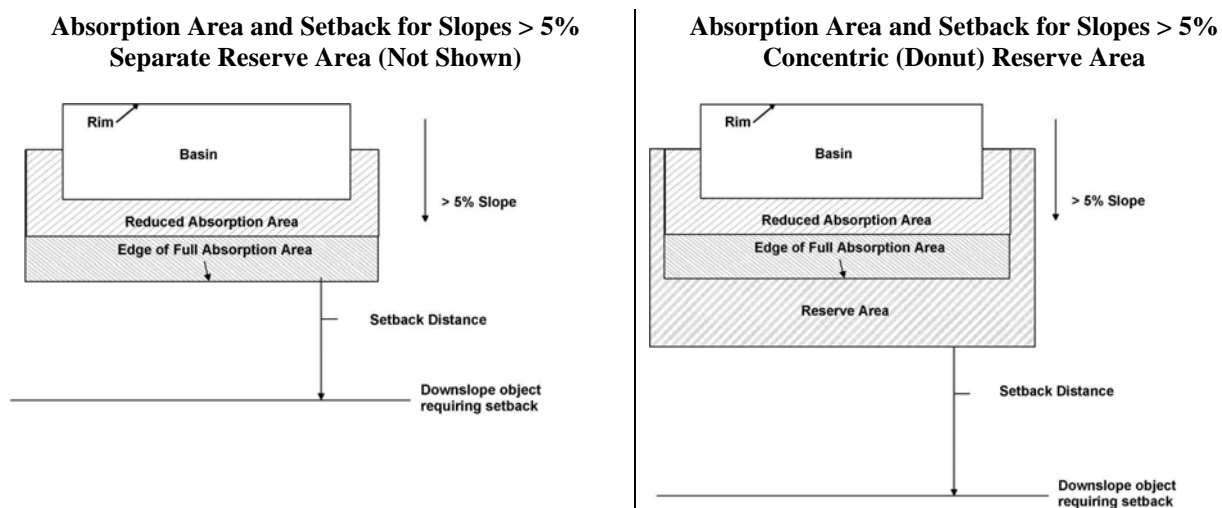 Absorption Area and Setback for Slopes > 5%
Separate Reserve Area (Not Shown)
Rim
Basin
> 5% Slope
Reduced Absorption Area
Edge of Full Absorption Area
Setback Distance
Downslope object
requiring setback
Absorption Area and Setback for Slopes > 5%
Concentric (Donut) Reserve Area
Rim
Basin
> 5% Slope
Reduced Absorption Area
Edge of Full Absorption Area
Reserve Area
Setback Distance
Downslope object
requiring setback